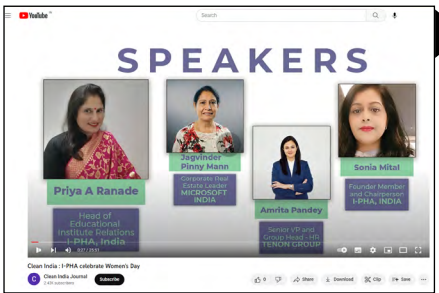 YouTube
Search
SPEAKERS
Priya A Ranade
Head of
Educational
Institute Relations
I-PHA, India
Jagvinder
Pinny Mann
Corporate Real
Estate Leader
MICROSOFT
INDIA
Amrita Pandey
Senior VP and
Group Head - HR
TENON GROUP
Sonia Mital
Founder Member
and Chairperson
I-PHA, INDIA
Clean India : I-PHA celebrate Women's Day
C
Clean India Journal
Subscribe
0
Share
Download
Clip
Save